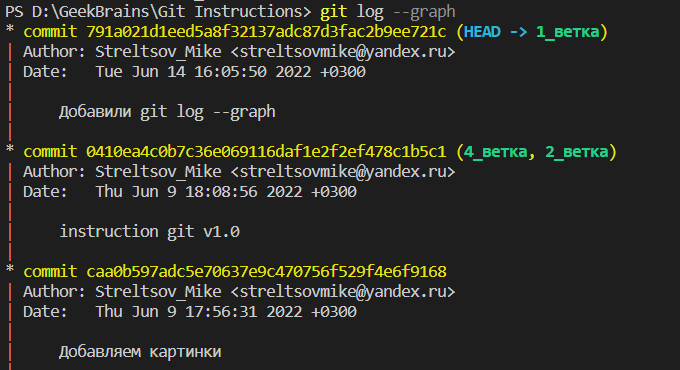 PS D:\GeekBrains\Git Instructions> git log --graph
* commit 791a021d1eed5a8f32137adc87d3fac2b9ee721c (HEAD -> 1_ветка)
| Author: Streltsov_Mike <streltsovmike@yandex.ru>
| Date:   Tue Jun 14 16:05:50 2022 +0300
|
|     Добавили git log --graph
|
* commit 0410ea4c0b7c36e069116daf1e2f2ef478c1b5c1 (4_ветка, 2_ветка)
| Author: Streltsov_Mike <streltsovmike@yandex.ru>
| Date:   Thu Jun 9 18:08:56 2022 +0300
|
|     instruction git v1.0
|
* commit caa0b597adc5e70637e9c470756f529f4e6f9168
| Author: Streltsov_Mike <streltsovmike@yandex.ru>
| Date:   Thu Jun 9 17:56:31 2022 +0300
|
|     Добавляем картинки
|